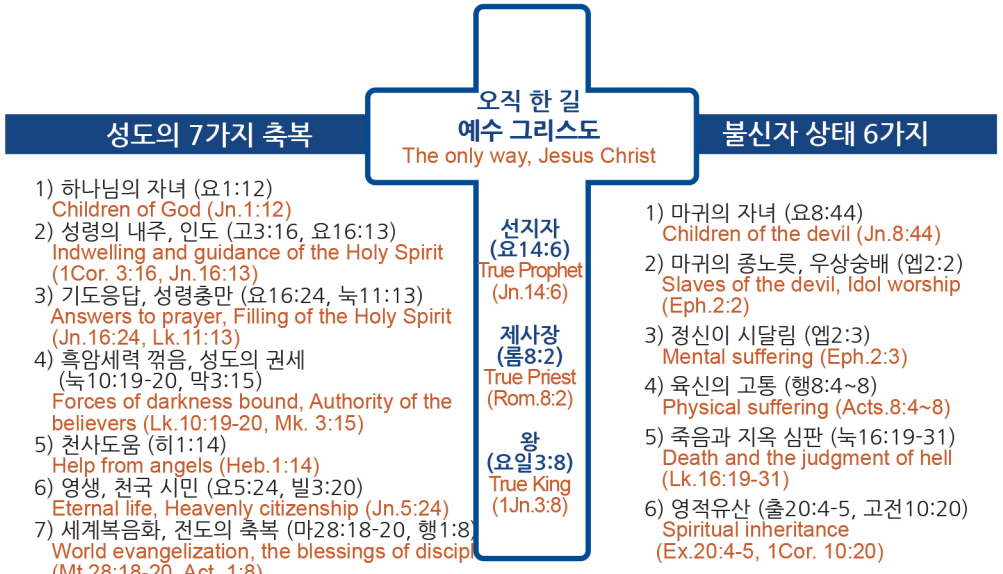 오직 한 길
예수 그리스도
The only way, Jesus Christ
성도의 7가지 축복
1) 하나님의 자녀 (요1:12)
Children of God (Jn.1:12)
2) 성령의 내주, 인도 (고3:16, 요16:13)
Indwelling and guidance of the Holy Spirit
(1Cor. 3:16, Jn.16:13)
3) 기도응답, 성령충만 (요16:24, 눅11:13)
Answers to prayer, Filling of the Holy Spirit
(Jn.16:24, Lk.11:13)
4) 흑암세력 꺾음, 성도의 권세
(눅10:19-20, 막3:15)
Forces of darkness bound, Authority of the
believers (Lk.10:19-20, Mk. 3:15)
5) 천사도움 (히1:14)
Help from angels (Heb.1:14)
6) 영생, 천국 시민 (요5:24, 빌3:20)
Eternal life, Heavenly citizenship (Jn.5:24)
7) 세계복음화, 전도의 축복 (마28:18-20, 행1:8)
World evangelization, the blessings of discipl
(Mt.28:18-20, Act. 1:8)
선지자
(요14:6)
True Prophet
(Jn.14:6)
제사장
(롬8:2)
True Priest
(Rom.8:2)
왕
(요일3:8)
True King
(1Jn.3:8)
불신자 상태 6가지
1) 마귀의 자녀 (요8:44)
Children of the devil (Jn.8:44)
2) 마귀의 종노릇, 우상숭배 (엡2:2)
Slaves of the devil, Idol worship
(Eph.2:2)
3) 정신이 시달림 (엡2:3)
Mental suffering (Eph.2:3)
4) 육신의 고통 (행8:4~8)
Physical suffering (Acts.8:4~8)
5) 죽음과 지옥 심판 (눅16:19-31)
Death and the judgment of hell
(Lk.16:19-31)
6) 영적유산 (출20:4-5, 고전10:20)
Spiritual inheritance
(Ex.20:4-5, 1Cor. 10:20)